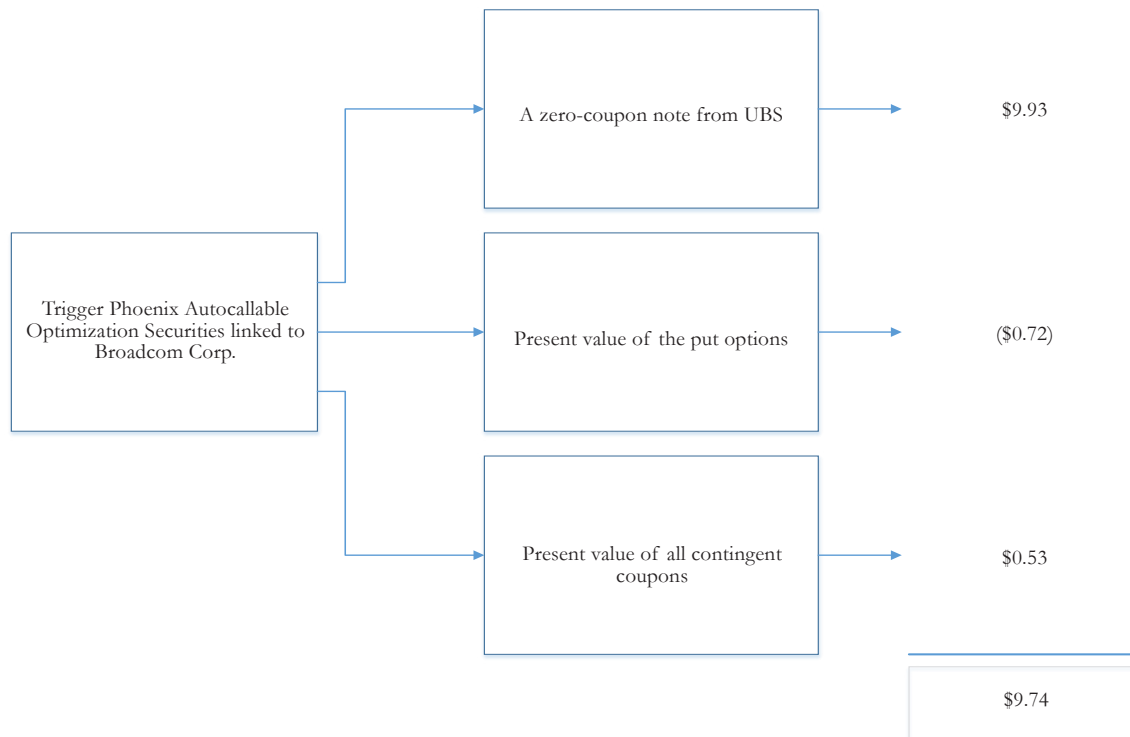 A zero-coupon note from UBS
$9.93
Trigger Phoenix Autocallable
Optimization Securities linked to
Broadcom Corp.
Present value of the put options
($0.72)
Present value of all contingent
coupons
$0.53
$9.74